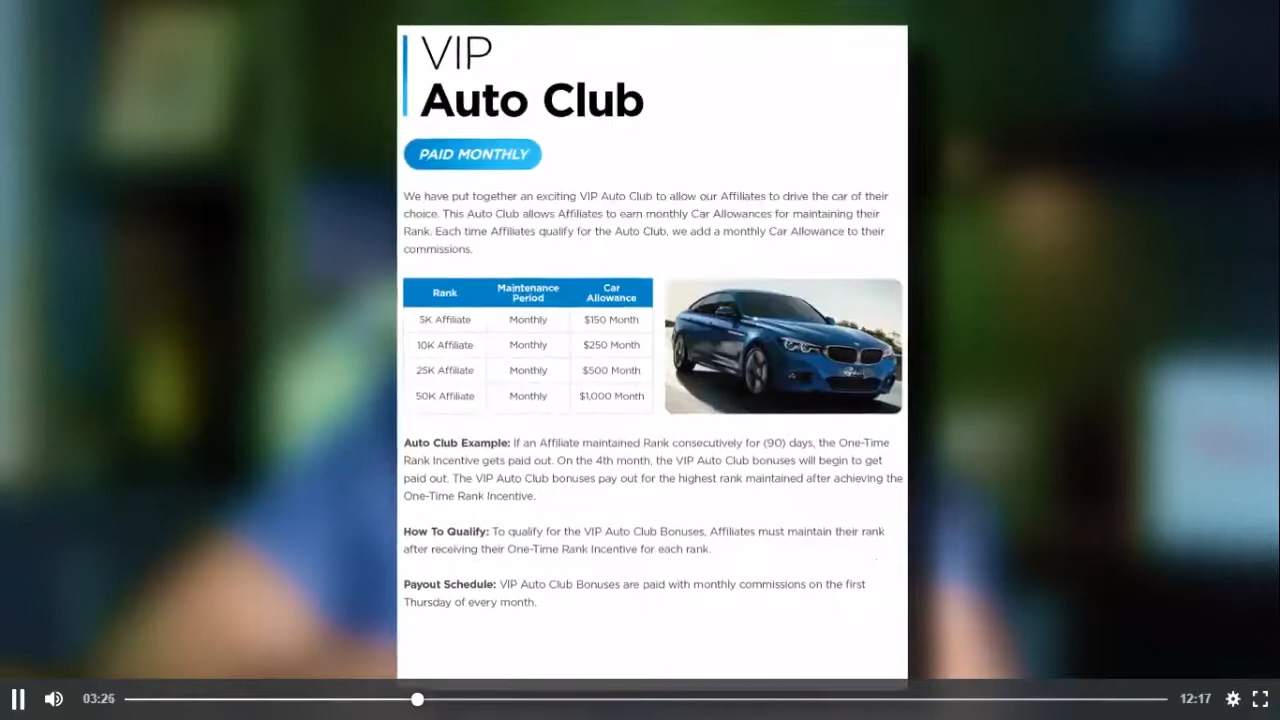 VIP
Auto Club
PAID MONTHLY
We have put together an exciting VIP Auto Club to allow our Affiliates to drive the car of their
choice. This Auto Club allows Affiliates to earn monthly Car Allowances for maintaining their
Rank. Each time Affiliates qualify for the Auto Club, we add a monthly Car Allowance to their
commissions.
Rank Maintenance Period Car Allowance
5K Affiliate Monthly $150 Month
10K Affiliate Monthly $250 Month
25K Affiliate Monthly $500 Month
50K Affiliate Monthly $1,000 Month
Auto Club Example: If an Affiliate maintained Rank consecutively for (90) days, the One-Time
Rank Incentive gets paid out. On the 4th month, the VIP Auto Club bonuses will begin to get
paid out. The VIP Auto Club bonuses pay out for the highest rank maintained after achieving the
One-Time Rank Incentive.
How To Qualify: To qualify for the VIP Auto Club Bonuses, Affiliates must maintain their rank
after receiving their One-Time Rank Incentive for each rank.
Payout Schedule: VIP Auto Club Bonuses are paid with monthly commissions on the first
Thursday of every month.
03:26 12:17